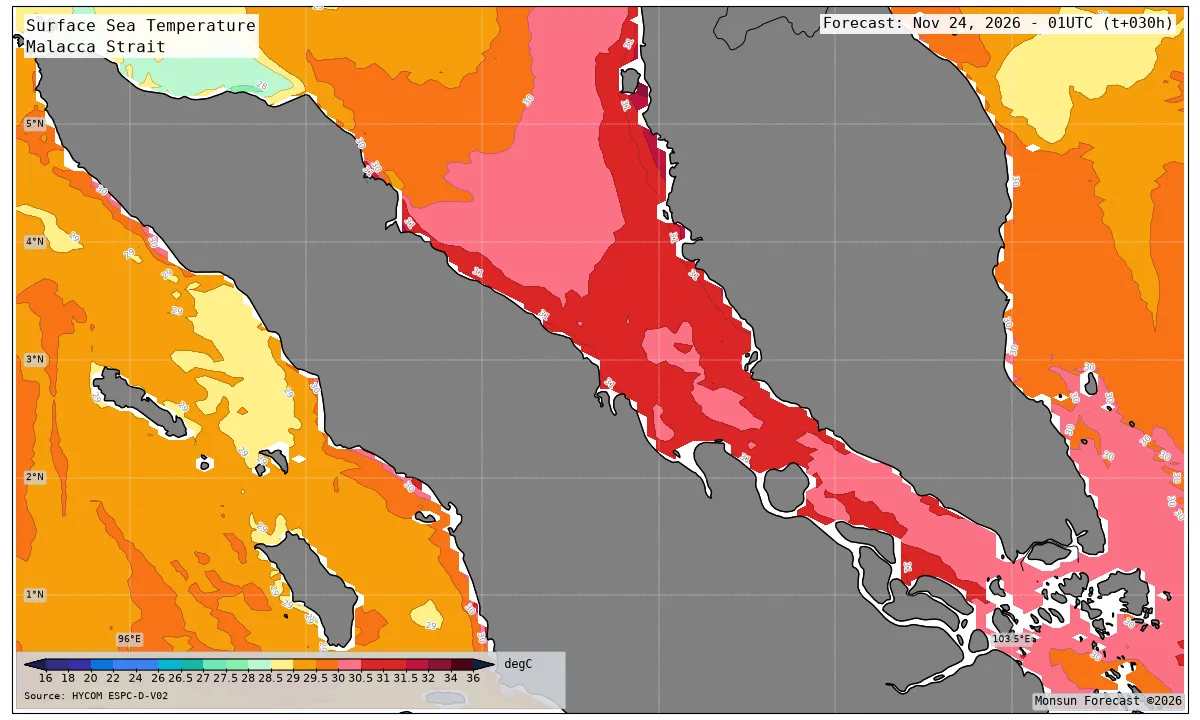 Surface Sea Temperature
Malacca Strait
Forecast: Nov 24, 2026 - 01UTC (t+030h)
5°N
4°N
3°N
2°N
1°N
96°E
103.5°E
degC
16 18 20 22 24 26 26.5 27 27.5 28 28.5 29 29.5 30 30.5 31 31.5 32 34 36
Source: HYCOM ESPC-D-V02
Monsun Forecast ©2026